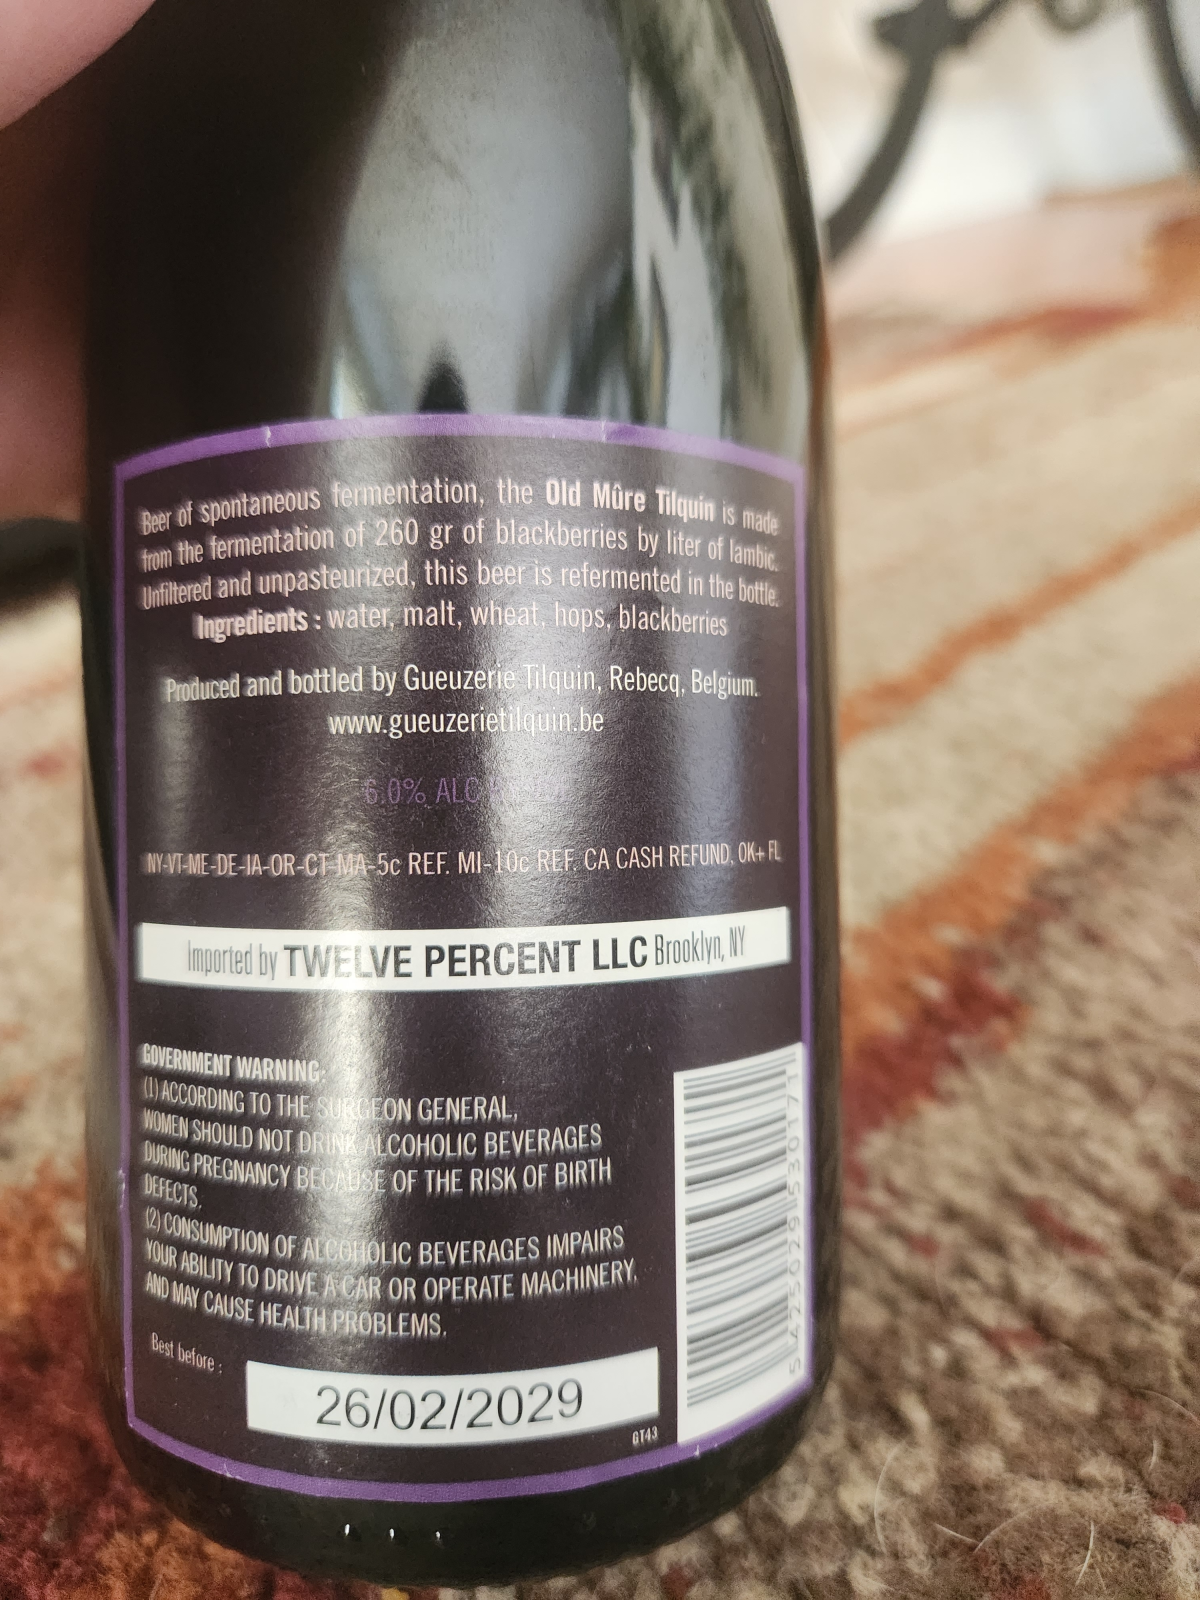 Beer of spontaneous fermentation, the Old Mûre Tilquin is made
from the fermentation of 260 gr of blackberries by liter of lambic.
Unfiltered and unpasteurized, this beer is refermented in the bottle.
Ingredients : water, malt, wheat, hops, blackberries
Produced and bottled by Gueuzerie Tilquin, Rebecq, Belgium.
www.gueuzerietilquin.be
6.0% ALC
NY-VT-ME-DE-IA-OR-CT-MA-5c REF. MI-10c REF. CA CASH REFUND, OK+ FL
Imported by TWELVE PERCENT LLC Brooklyn, NY
GOVERNMENT WARNING:
(1) ACCORDING TO THE SURGEON GENERAL,
WOMEN SHOULD NOT DRINK ALCOHOLIC BEVERAGES
DURING PREGNANCY BECAUSE OF THE RISK OF BIRTH
DEFECTS.
(2) CONSUMPTION OF ALCOHOLIC BEVERAGES IMPAIRS
YOUR ABILITY TO DRIVE A CAR OR OPERATE MACHINERY,
AND MAY CAUSE HEALTH PROBLEMS.
Best before :
26/02/2029
GT43
5 425029 530171